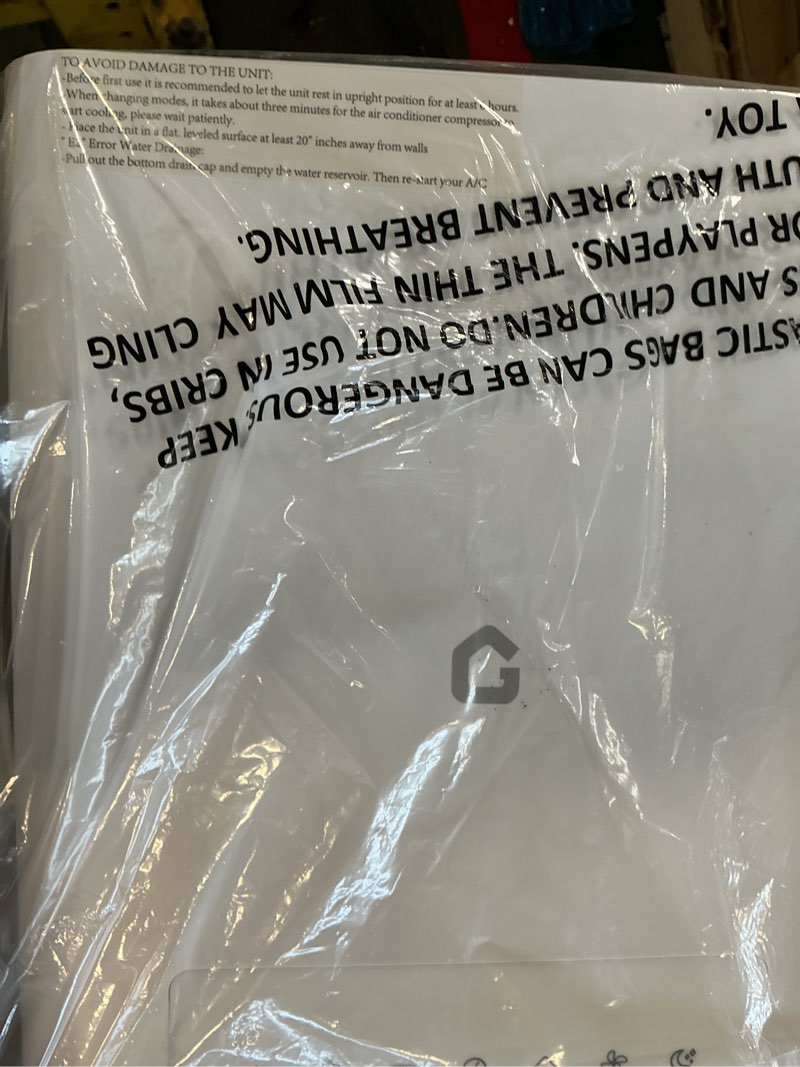 TO AVOID DAMAGE TO THE UNIT:
-Before first use it is recommended to let the unit rest in upright position for at least hours.
-When changing modes, it takes about three minutes for the air conditioner compressor to
start cooling, please wait patiently.
- Place the unit in a flat, leveled surface at least 20" inches away from walls
Error Water Drainage:
-Pull out the bottom drain cap and empty the water reservoir. Then re-start your A/C
ASTIC BAGS CAN BE DANGEROUS, KEEP
S AND CHILDREN.DO NOT USE IN CRIBS,
OR PLAYPENS. THE THIN FILM MAY CLING
UTH AND PREVENT BREATHING.
TOY.